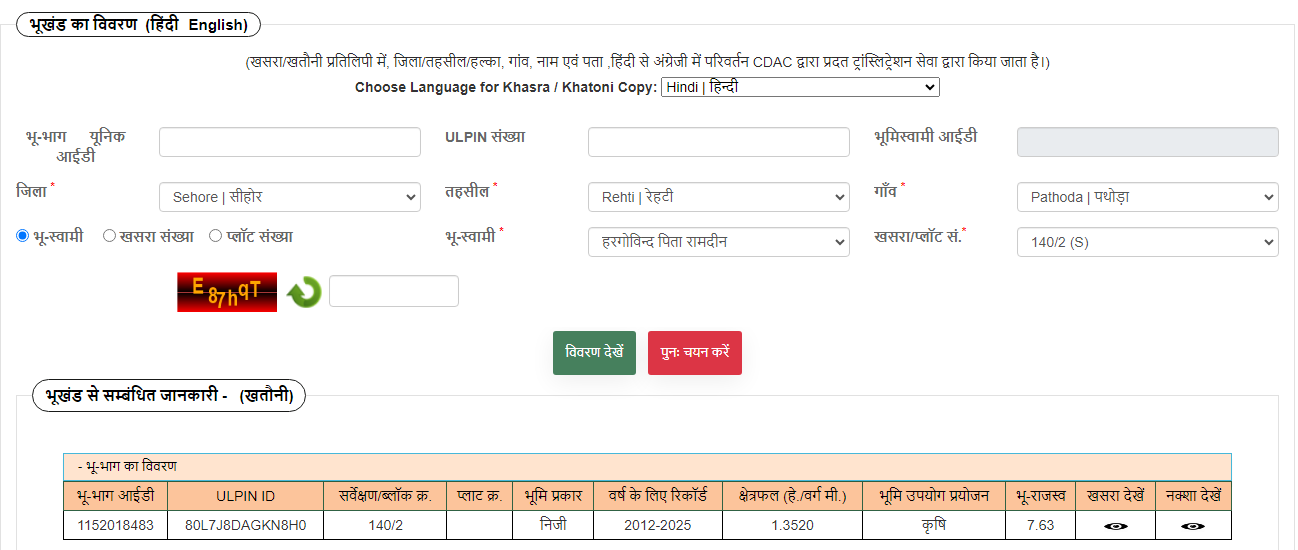 भूखंड का विवरण (हिंदी English)
(खसरा/खतौनी प्रतिलिपी में, जिला/तहसील/हल्का, गांव, नाम एवं पता ,हिंदी से अंग्रेजी में परिवर्तन CDAC द्वारा प्रदत ट्रांस्लिट्रेशन सेवा द्वारा किया जाता है।)
Choose Language for Khasra / Khatoni Copy: Hindi | हिन्दी
भू-भाग यूनिक आईडी ULPIN संख्या भूमिस्वामी आईडी
जिला * Sehore | सीहोर तहसील * Rehti | रेहटी गाँव * Pathoda | पथोड़ा
भू-स्वामी खसरा संख्या प्लॉट संख्या भू-स्वामी * हरगोविन्द पिता रामदीन खसरा/प्लॉट सं.* 140/2 (S)
E87hqT
विवरण देखें पुनः चयन करें
भूखंड से सम्बंधित जानकारी - (खतौनी)
- भू-भाग का विवरण
भू-भाग आईडी ULPIN ID सर्वेक्षण/ब्लॉक क्र. प्लाट क्र. भूमि प्रकार वर्ष के लिए रिकॉर्ड क्षेत्रफल (हे./वर्ग मी.) भूमि उपयोग प्रयोजन भू-राजस्व खसरा देखें नक्शा देखें
1152018483 80L7J8DAGKN8H0 140/2 निजी 2012-2025 1.3520 कृषि 7.63